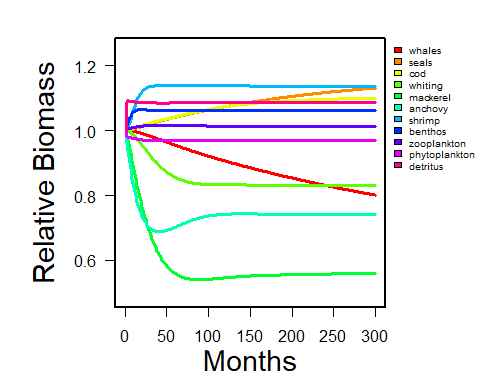 Relative Biomass
1.2
1.0
0.8
0.6
0 50 100 150 200 250 300
Months
whales
seals
cod
whiting
mackerel
anchovy
shrimp
benthos
zooplankton
phytoplankton
detritus